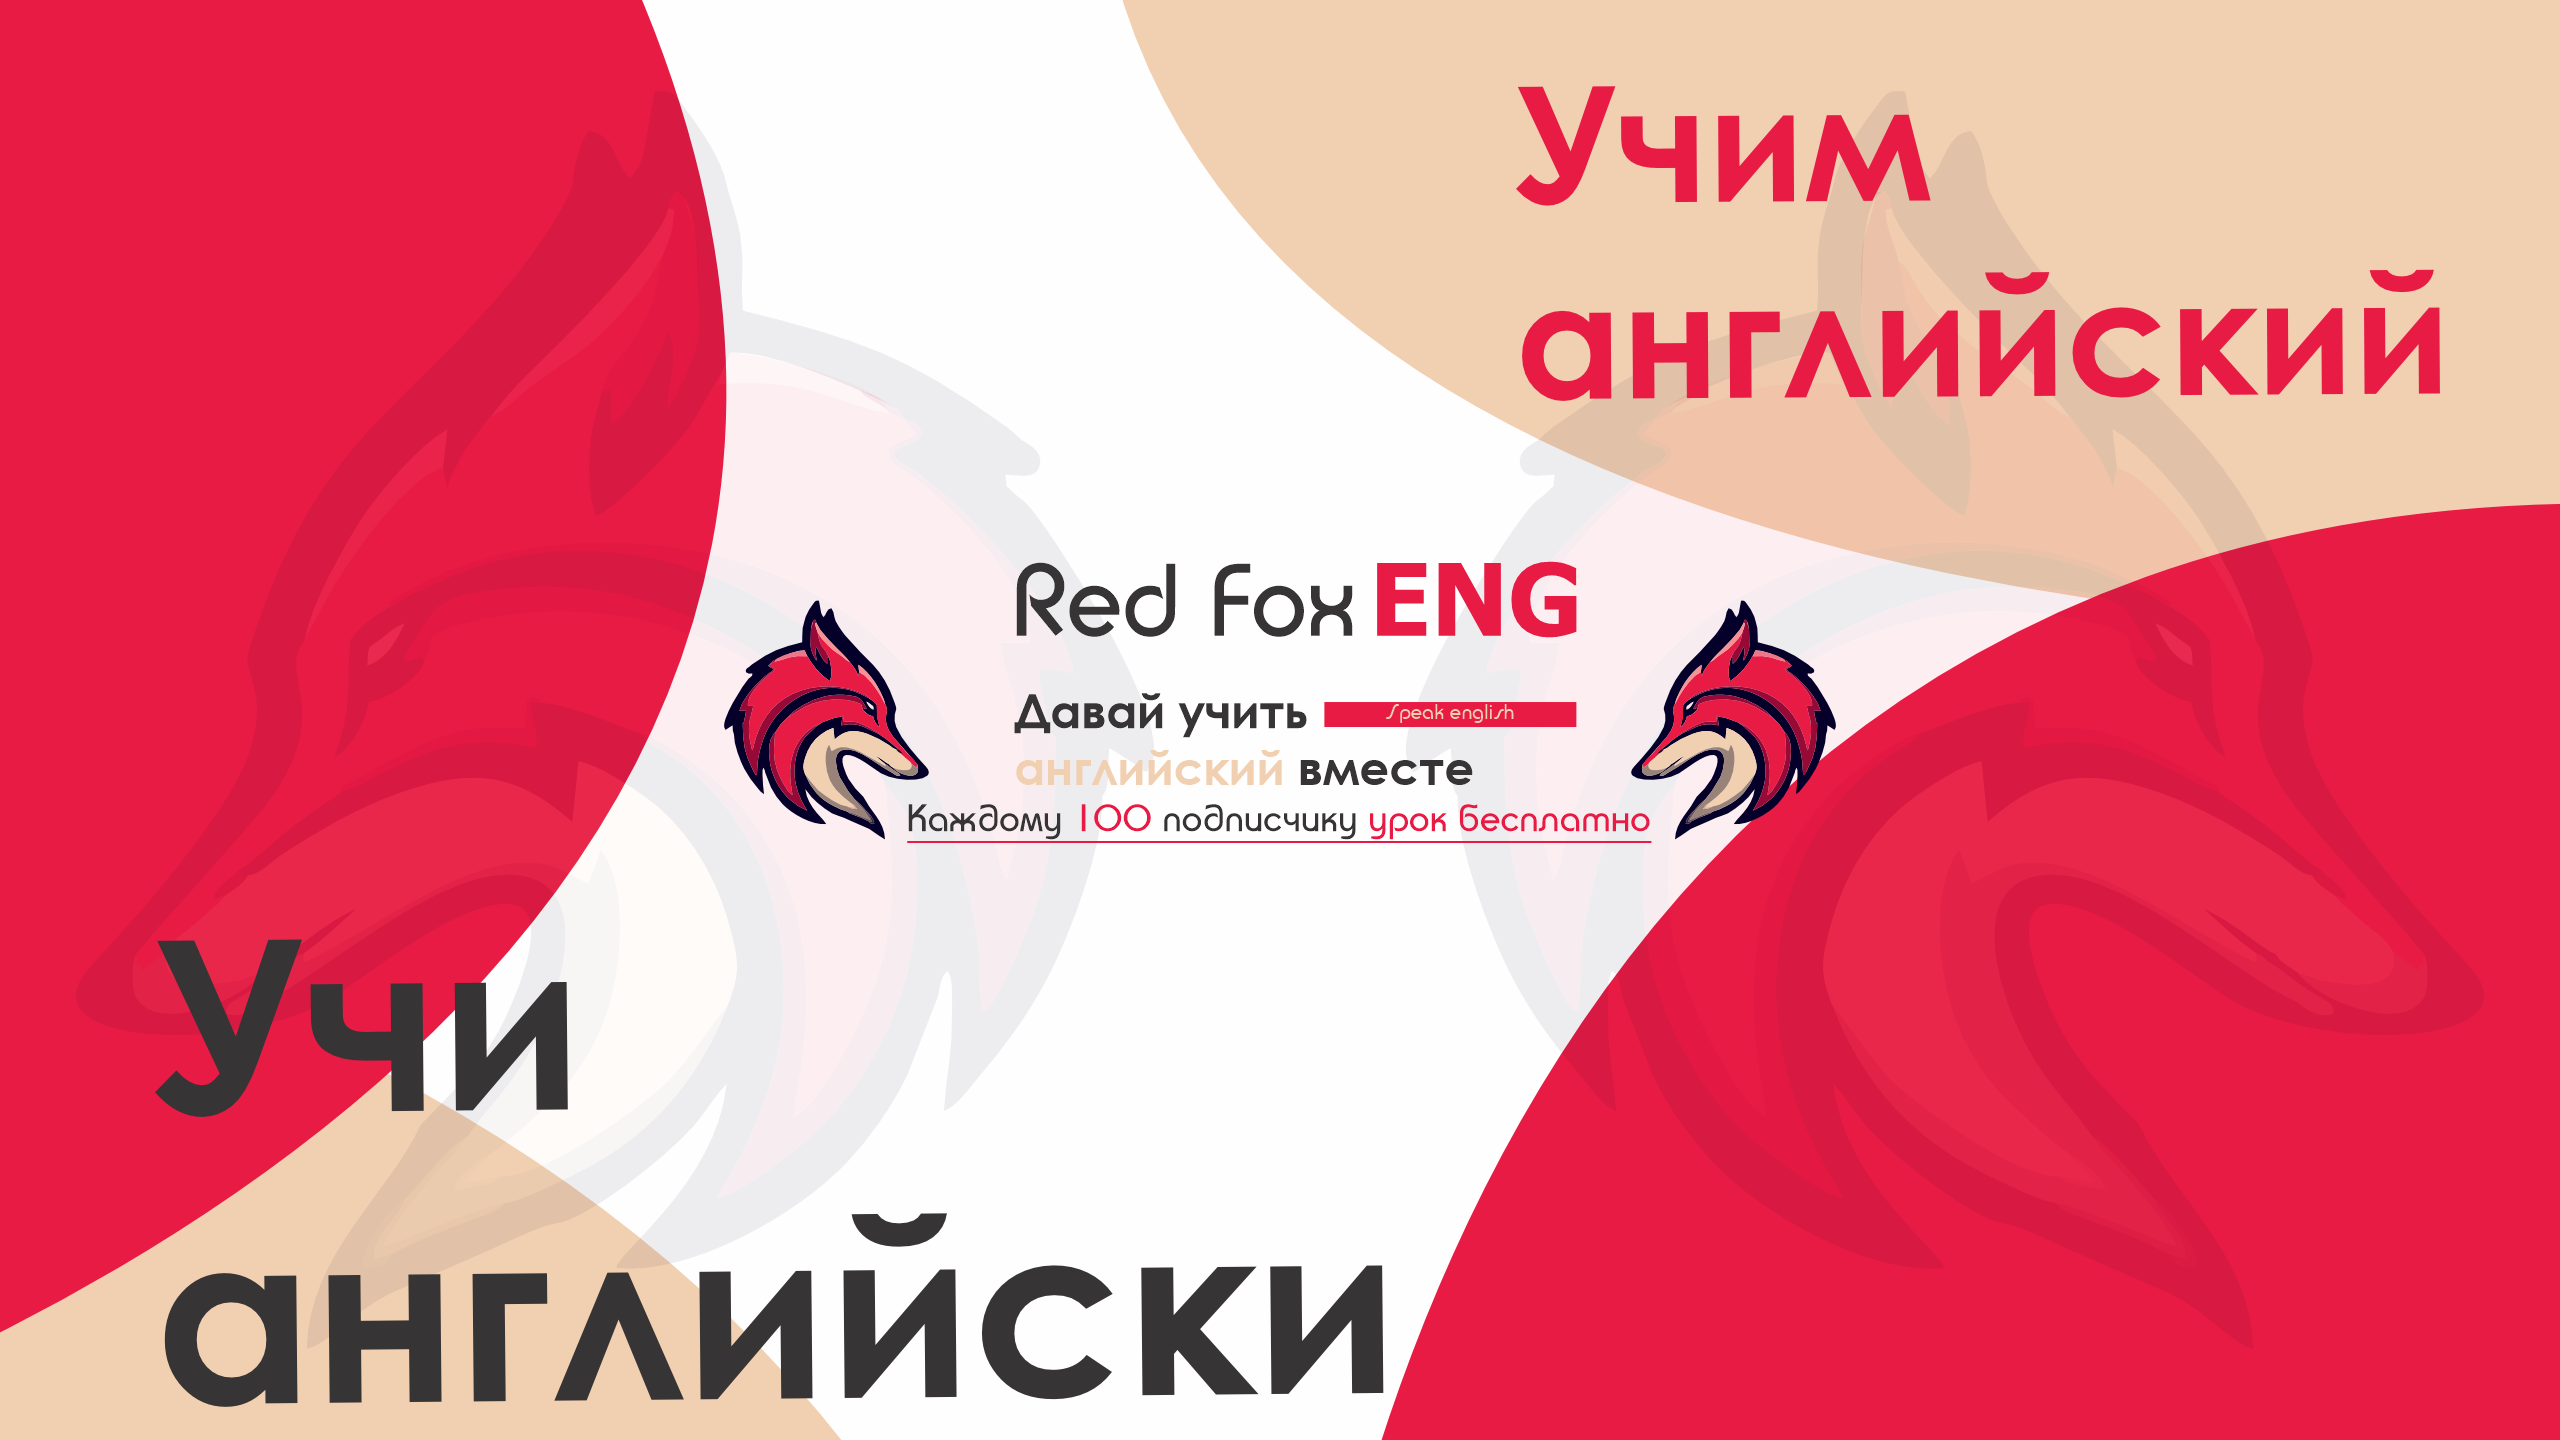 Учим
английский
Red Fox ENG
Давай учить Speak english
английский вместе
Каждому 100 подписчику урок бесплатно
Учи
английски